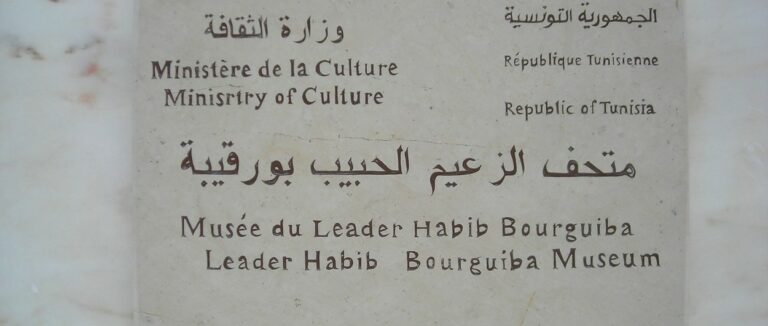 الجمهورية التونسية
République Tunisienne
Republic of Tunisia
وزارة الثقافة
Ministère de la Culture
Minisrtry of Culture
متحف الزعيم الحبيب بورقيبة
Musée du Leader Habib Bourguiba
Leader Habib Bourguiba Museum